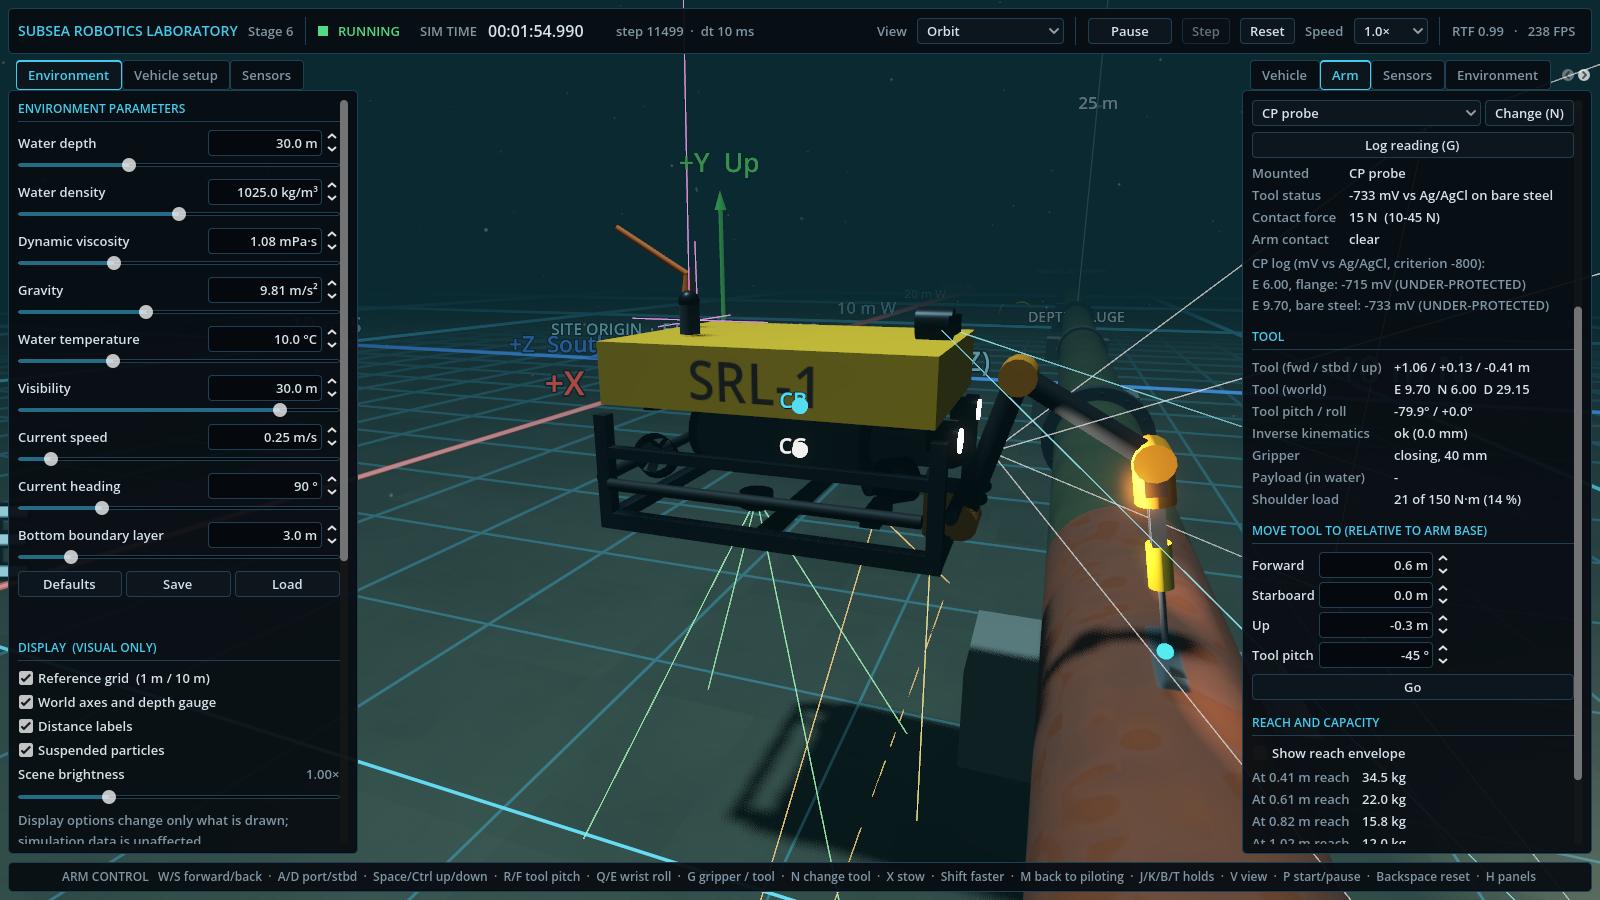 SUBSEA ROBOTICS LABORATORY Stage 6 RUNNING SIM TIME 00:01:54.990 step 11499 · dt 10 ms View Orbit Pause Step Reset Speed 1.0× RTF 0.99 · 238 FPS
Environment Vehicle setup Sensors
ENVIRONMENT PARAMETERS
Water depth 30.0 m
Water density 1025.0 kg/m³
Dynamic viscosity 1.08 mPa·s
Gravity 9.81 m/s²
Water temperature 10.0 °C
Visibility 30.0 m
Current speed 0.25 m/s
Current heading 90 °
Bottom boundary layer 3.0 m
Defaults Save Load
DISPLAY (VISUAL ONLY)
Reference grid (1 m / 10 m)
World axes and depth gauge
Distance labels
Suspended particles
Scene brightness 1.00×
Display options change only what is drawn;
simulation data is unaffected.
25 m
+Y Up
10 m W
20 m W
SITE ORIGIN
+Z South
+X
SRL-1
CB
CG
Vehicle Arm Sensors Environment
CP probe Change (N)
Log reading (G)
Mounted CP probe
Tool status -733 mV vs Ag/AgCl on bare steel
Contact force 15 N (10-45 N)
Arm contact clear
CP log (mV vs Ag/AgCl, criterion -800):
E 6.00, flange: -715 mV (UNDER-PROTECTED)
E 9.70, bare steel: -733 mV (UNDER-PROTECTED)
TOOL
Tool (fwd / stbd / up) +1.06 / +0.13 / -0.41 m
Tool (world) E 9.70 N 6.00 D 29.15
Tool pitch / roll -79.9° / +0.0°
Inverse kinematics ok (0.0 mm)
Gripper closing, 40 mm
Payload (in water) -
Shoulder load 21 of 150 N·m (14 %)
MOVE TOOL TO (RELATIVE TO ARM BASE)
Forward 0.6 m
Starboard 0.0 m
Up -0.3 m
Tool pitch -45 °
Go
REACH AND CAPACITY
Show reach envelope
At 0.41 m reach 34.5 kg
At 0.61 m reach 22.0 kg
At 0.82 m reach 15.8 kg
At 1.02 m reach 12.0 kg
ARM CONTROL W/S forward/back · A/D port/stbd · Space/Ctrl up/down · R/F tool pitch · Q/E wrist roll · G gripper / tool · N change tool · X stow · Shift faster · M back to piloting · J/K/B/T holds · V view · P start/pause · Backspace reset · H panels